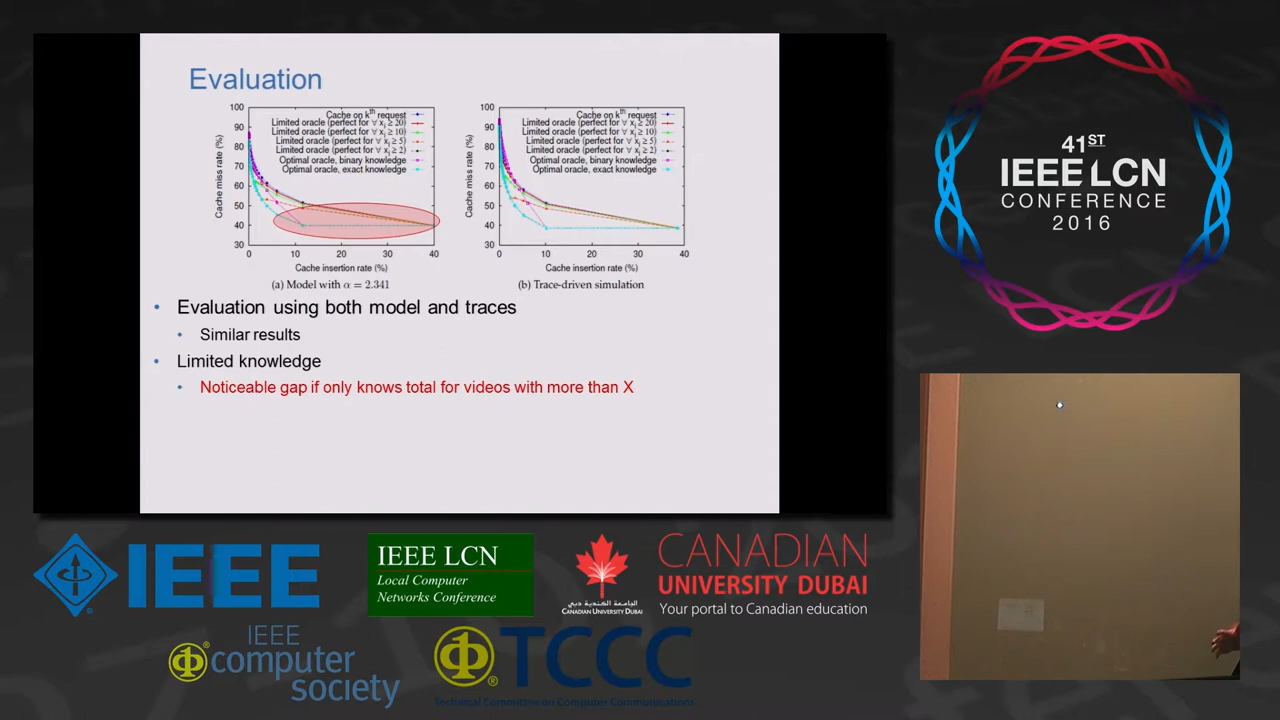 Evaluation
100
90
80
70
60
50
40
30
Cache miss rate (%)
Cache on kth request
Limited oracle (perfect for ∀ xi ≥ 20)
Limited oracle (perfect for ∀ xi ≥ 10)
Limited oracle (perfect for ∀ xi ≥ 5)
Limited oracle (perfect for ∀ xi ≥ 2)
Optimal oracle, binary knowledge
Optimal oracle, exact knowledge
0 10 20 30 40
Cache insertion rate (%)
(a) Model with α = 2.341
100
90
80
70
60
50
40
30
Cache miss rate (%)
Cache on kth request
Limited oracle (perfect for ∀ xi ≥ 20)
Limited oracle (perfect for ∀ xi ≥ 10)
Limited oracle (perfect for ∀ xi ≥ 5)
Limited oracle (perfect for ∀ xi ≥ 2)
Optimal oracle, binary knowledge
Optimal oracle, exact knowledge
0 10 20 30 40
Cache insertion rate (%)
(b) Trace-driven simulation
• Evaluation using both model and traces
• Similar results
• Limited knowledge
• Noticeable gap if only knows total for videos with more than X
41ST
IEEE LCN
CONFERENCE
2016
IEEE
IEEE LCN
Local Computer
Networks Conference
الجامعة الكندية دبي
CANADIAN UNIVERSITY DUBAI
CANADIAN
UNIVERSITY DUBAI
Your portal to Canadian education
IEEE
computer
society
TCCC
Technical Committee on Computer Communications